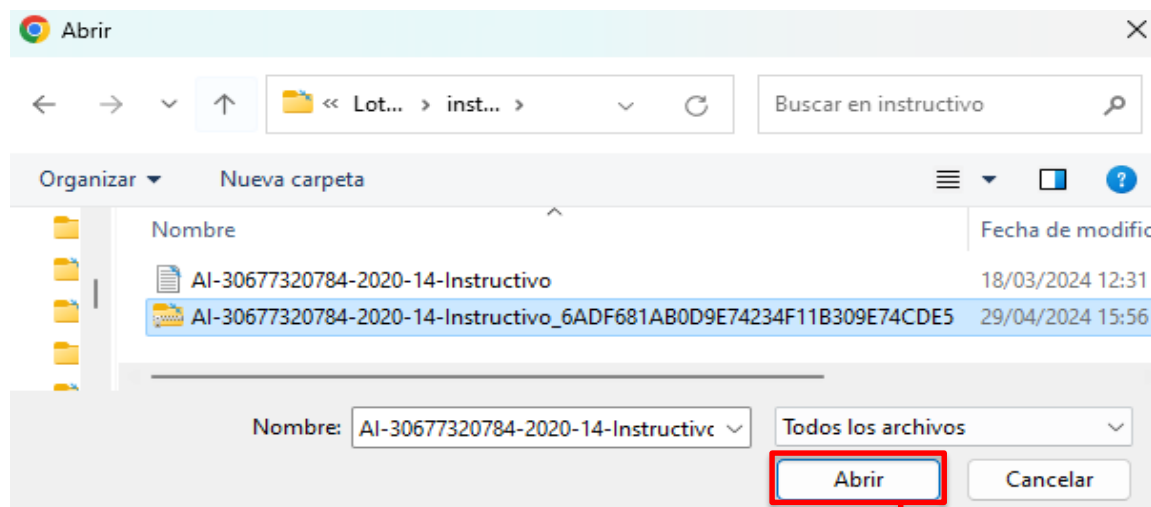 Abrir
« Lot... › inst... › Buscar en instructivo
Organizar Nueva carpeta
Nombre Fecha de modific
AI-30677320784-2020-14-Instructivo 18/03/2024 12:31
AI-30677320784-2020-14-Instructivo_6ADF681AB0D9E74234F11B309E74CDE5 29/04/2024 15:56
Nombre: AI-30677320784-2020-14-Instructivc Todos los archivos
Abrir Cancelar